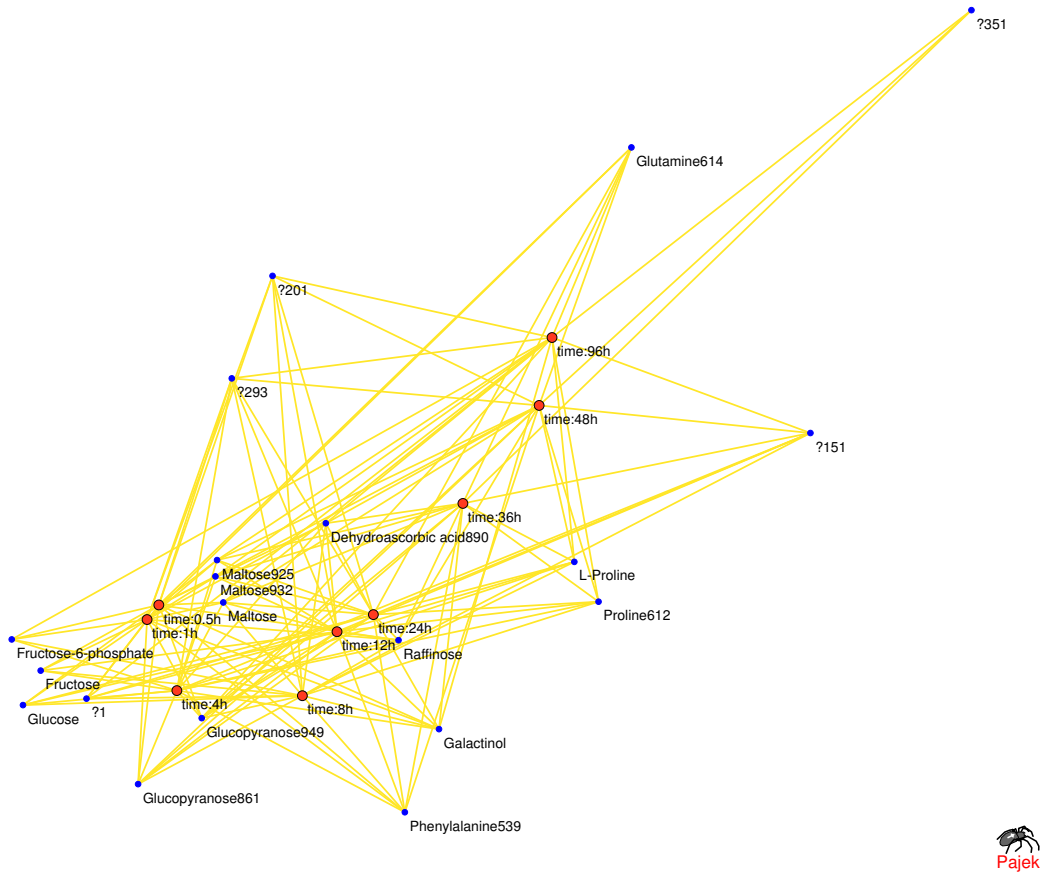 ?351
Glutamine614
?201
time:96h
?293
time:48h
?151
time:36h
Dehydroascorbic acid890
Maltose925
L-Proline
Maltose932
Maltose
Proline612
time:0.5h
time:24h
time:1h
time:12h
Raffinose
Fructose-6-phosphate
Fructose
time:4h
time:8h
?1
Glucose
Glucopyranose949
Galactinol
Glucopyranose861
Phenylalanine539
Pajek